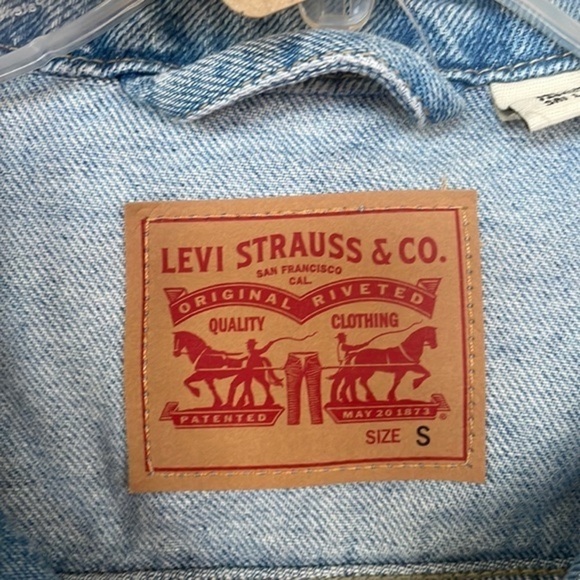 LEVI STRAUSS & CO.
SAN FRANCISCO
CAL.
ORIGINAL RIVETED
QUALITY CLOTHING
PATENTED MAY 20 1873 ®
SIZE S